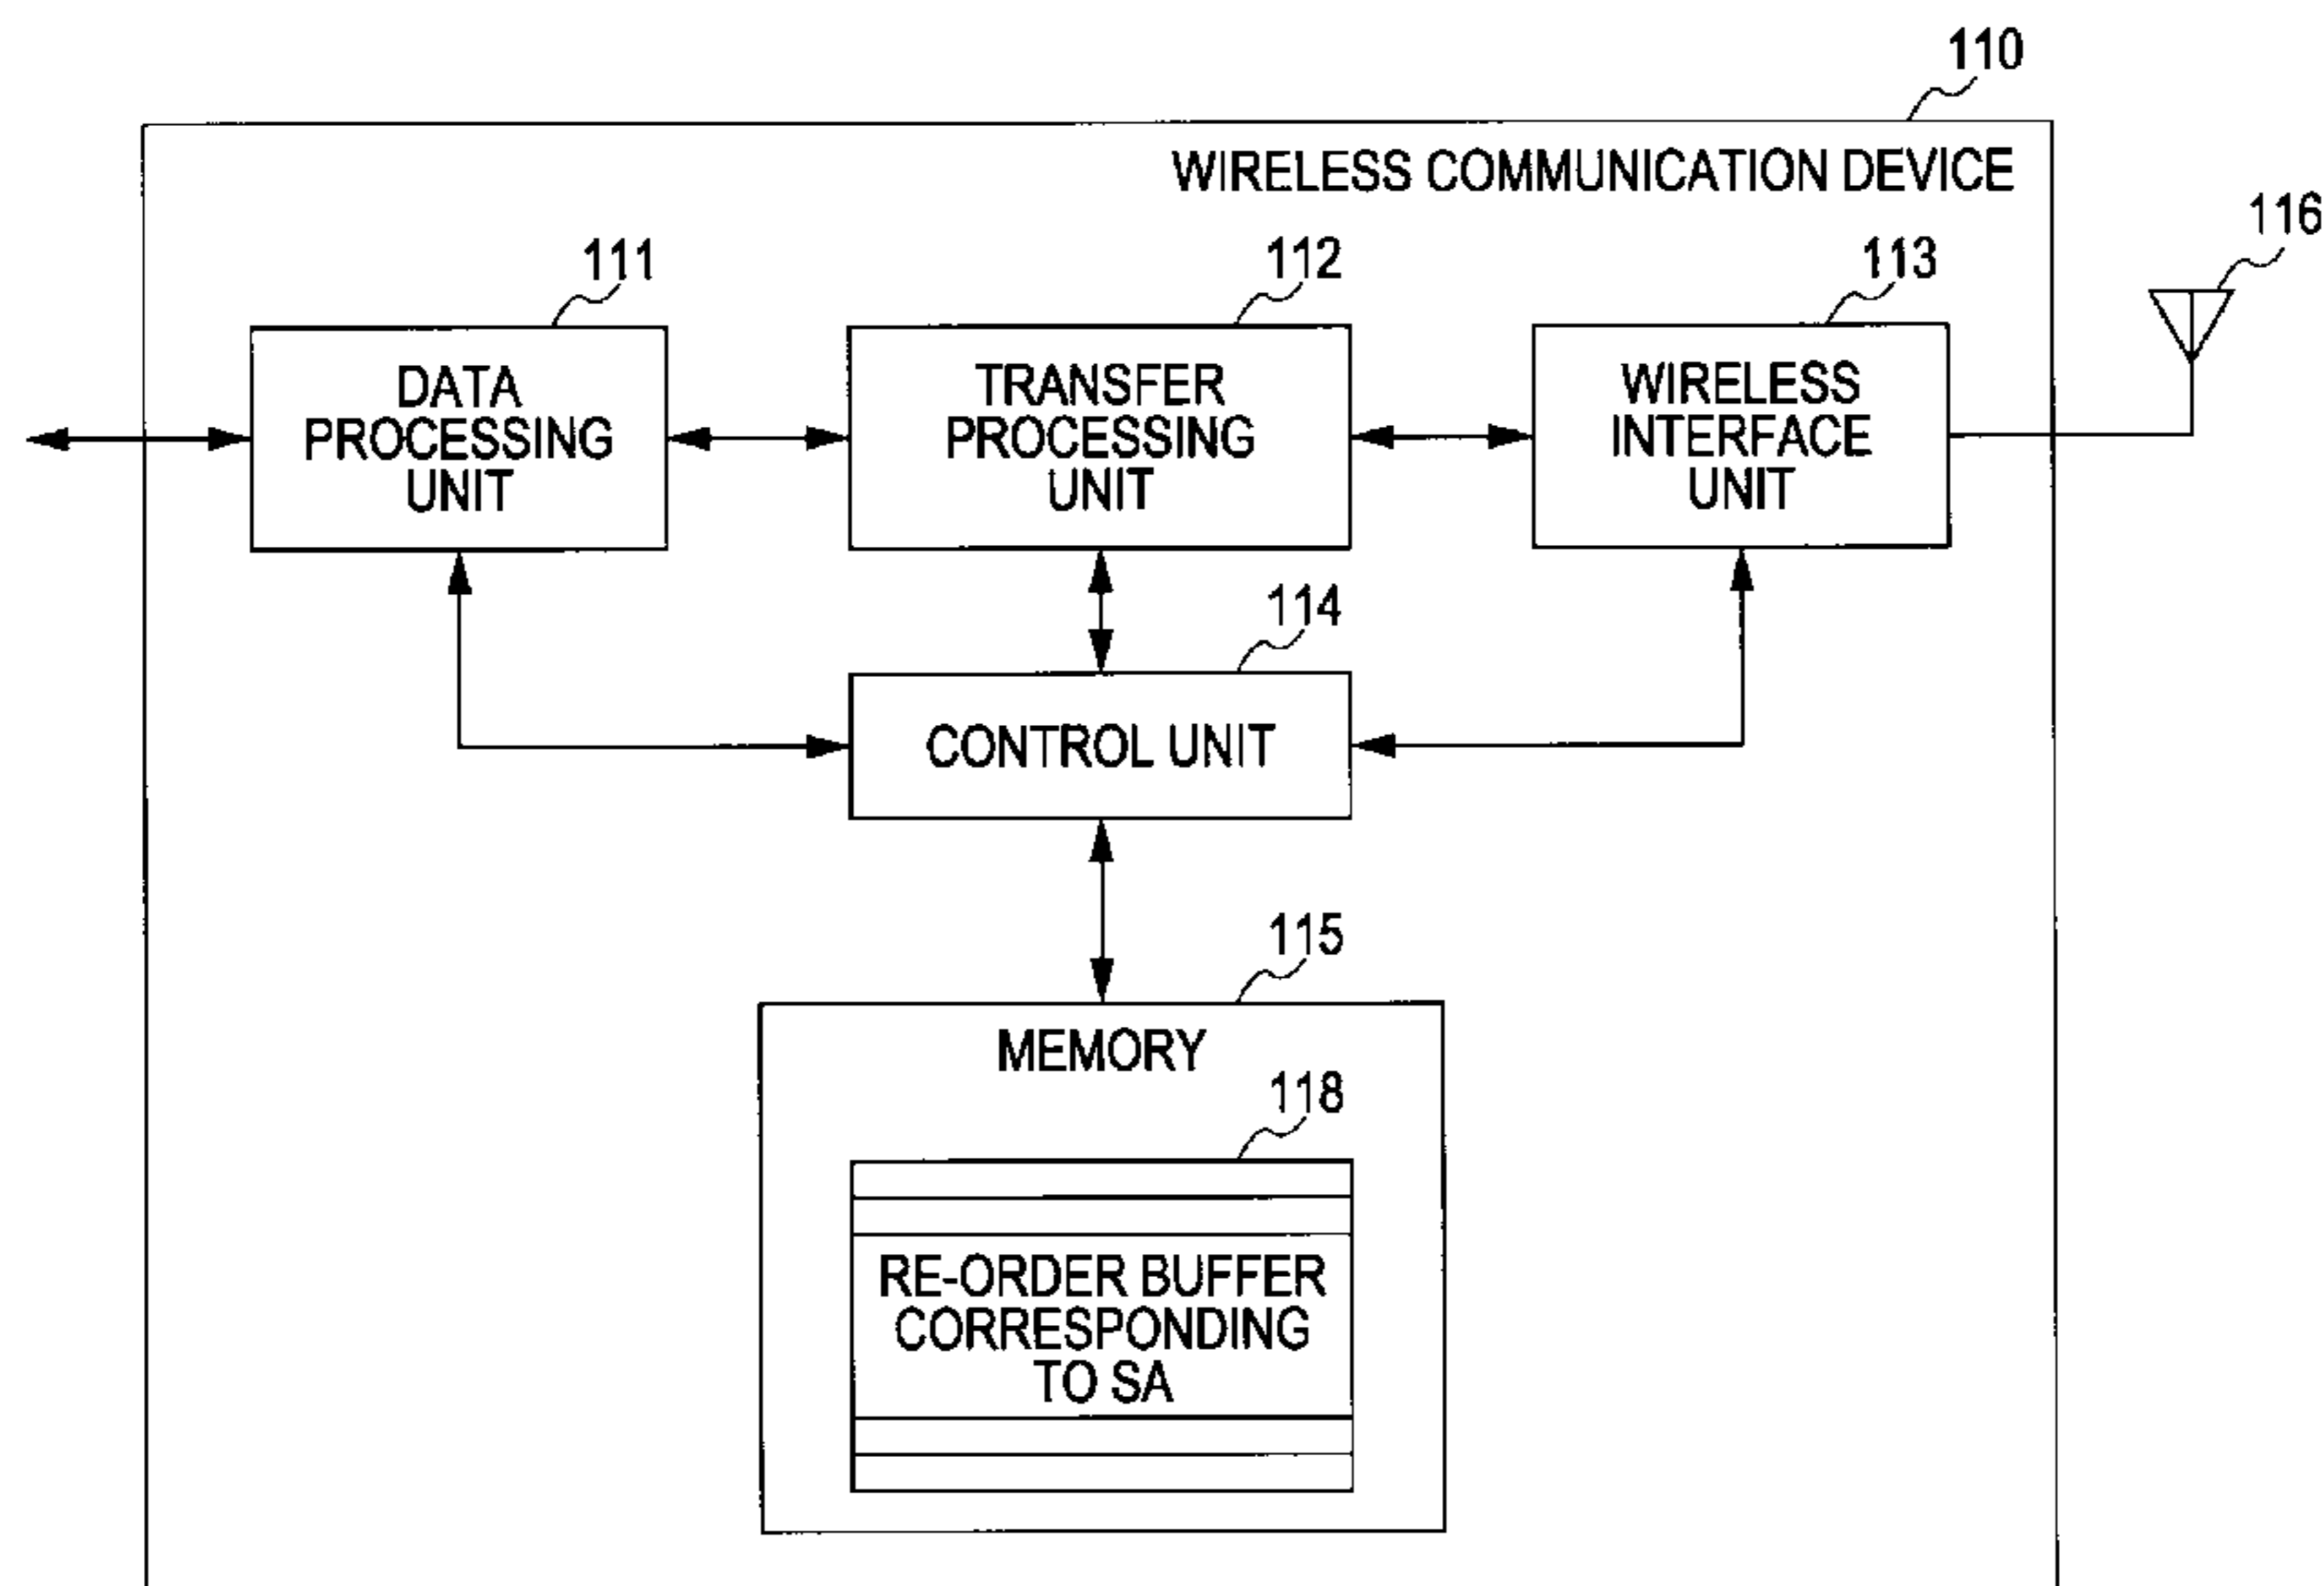 110
WIRELESS COMMUNICATION DEVICE
116
111
112
113
DATA
PROCESSING
UNIT
TRANSFER
PROCESSING
UNIT
WIRELESS
INTERFACE
UNIT
114
CONTROL UNIT
115
MEMORY
118
RE-ORDER BUFFER
CORRESPONDING
TO SA